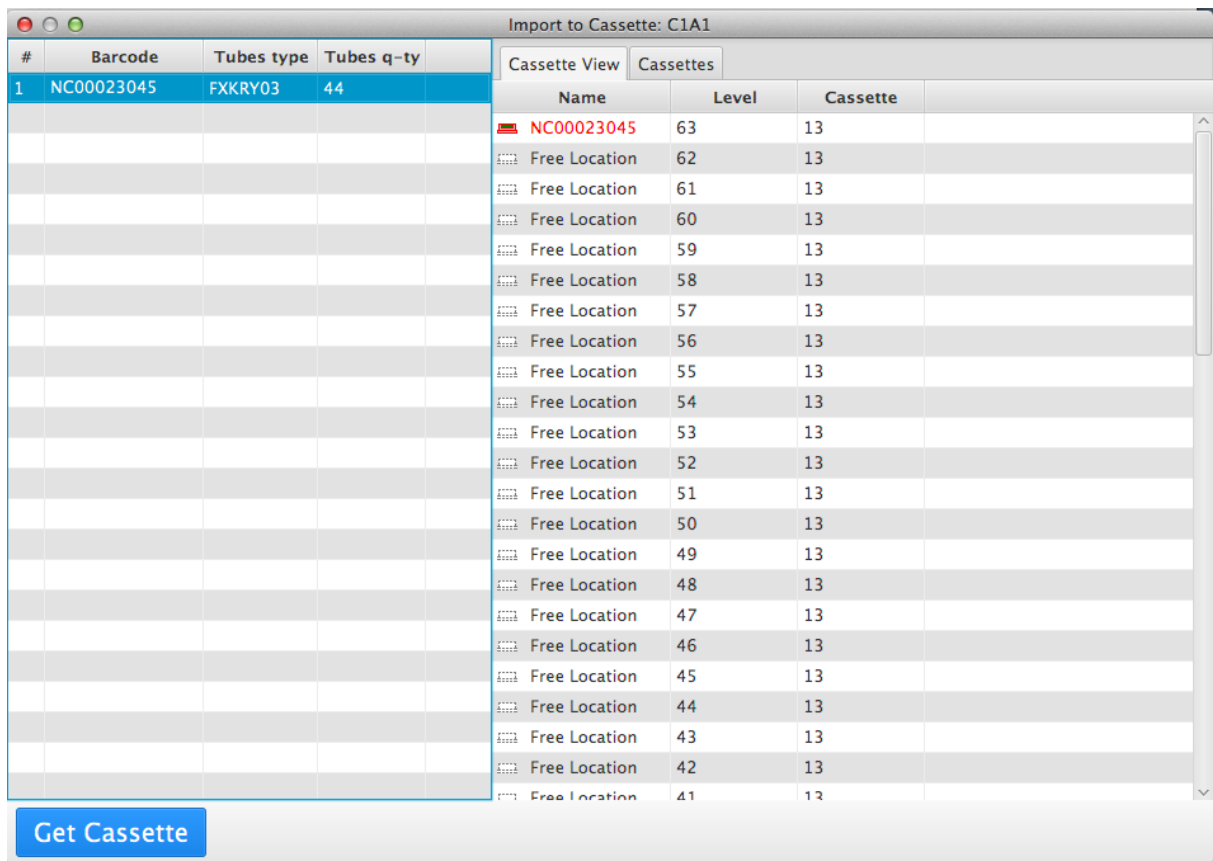 Import to Cassette: C1A1
# Barcode Tubes type Tubes q-ty
1 NC00023045 FXKRY03 44
Cassette View Cassettes
Name Level Cassette
NC00023045 63 13
Free Location 62 13
Free Location 61 13
Free Location 60 13
Free Location 59 13
Free Location 58 13
Free Location 57 13
Free Location 56 13
Free Location 55 13
Free Location 54 13
Free Location 53 13
Free Location 52 13
Free Location 51 13
Free Location 50 13
Free Location 49 13
Free Location 48 13
Free Location 47 13
Free Location 46 13
Free Location 45 13
Free Location 44 13
Free Location 43 13
Free Location 42 13
Free Location 41 13
Get Cassette